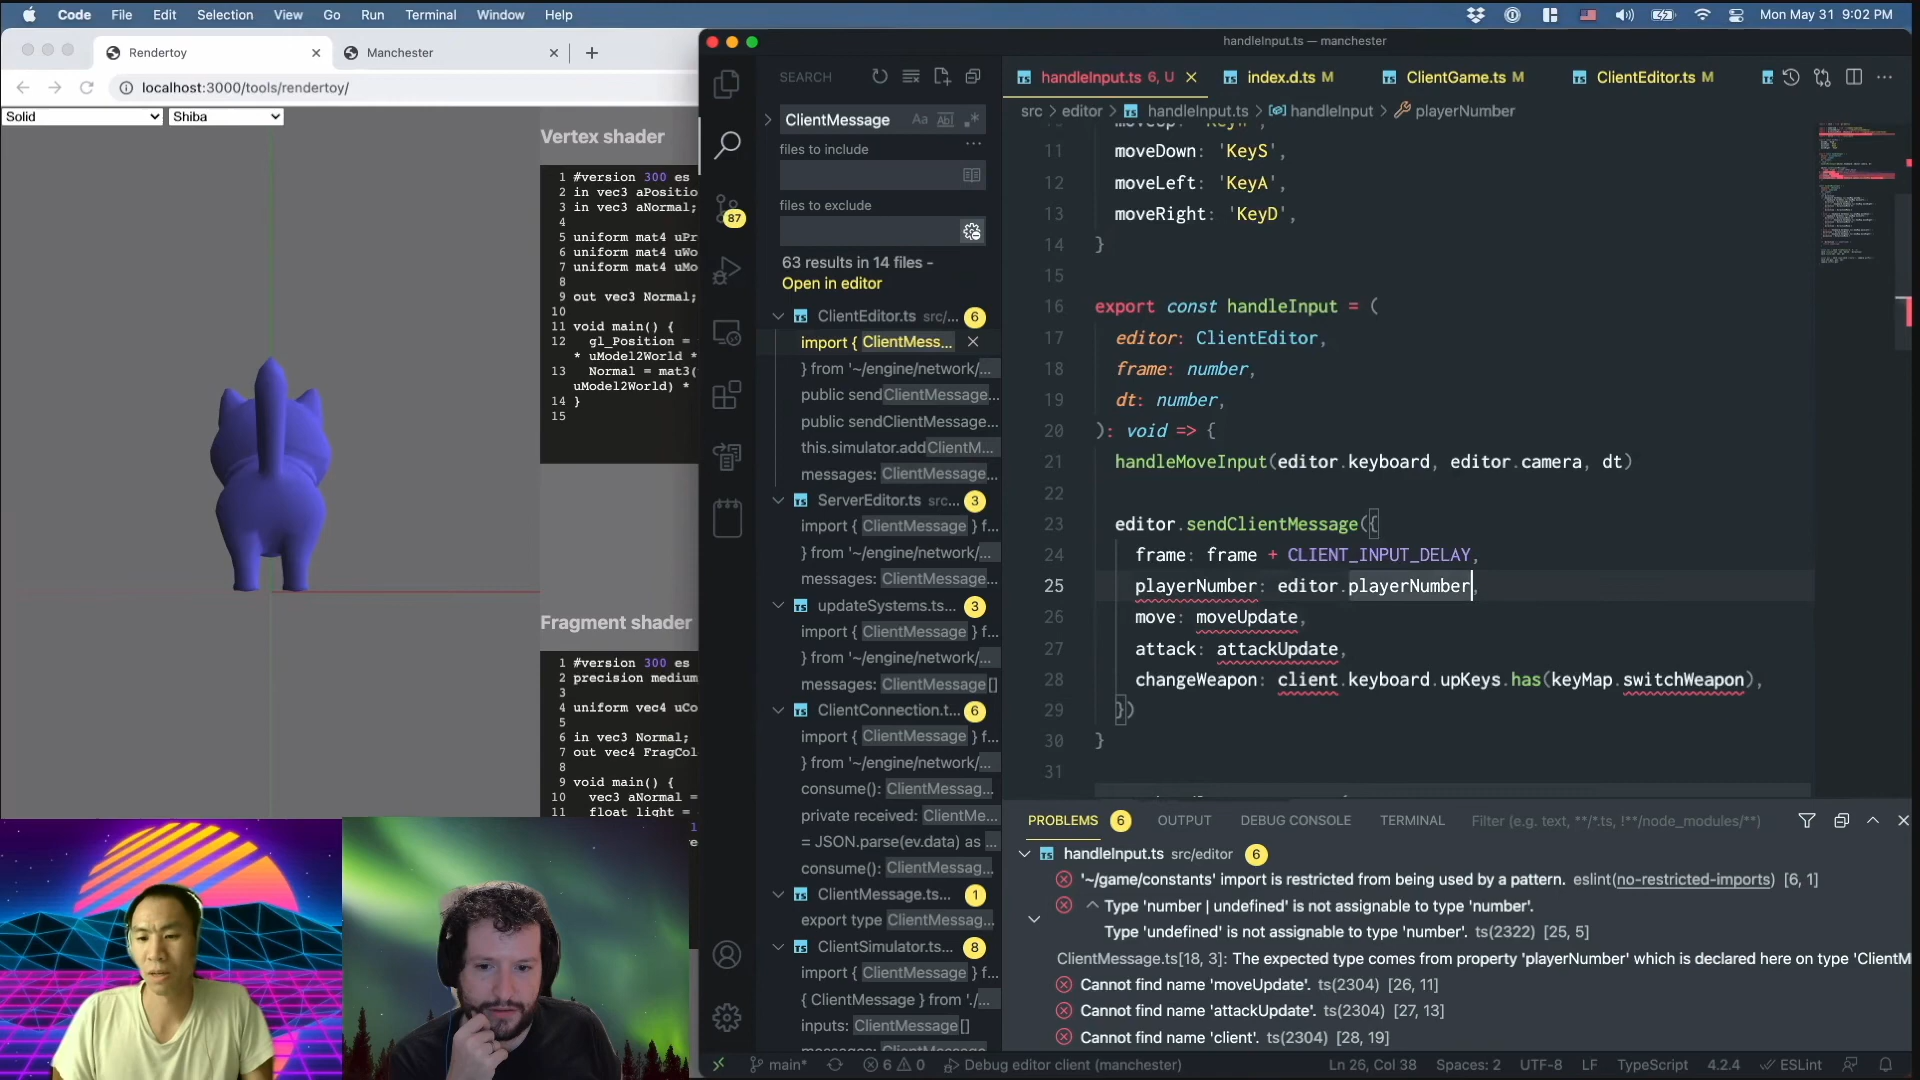 Code File Edit Selection View Go Run Terminal Window Help
Mon May 31 9:02 PM
Rendertoy
Manchester
localhost:3000/tools/rendertoy/
Solid
Shiba
Vertex shader
1 #version 300 es
2 in vec3 aPositio
3 in vec3 aNormal;
4
5 uniform mat4 uPr
6 uniform mat4 uWo
7 uniform mat4 uMo
8
9 out vec3 Normal;
10
11 void main() {
12 gl_Position =
* uModel2World *
13 Normal = mat3(
uModel2World) *
14 }
15
Fragment shader
1 #version 300 es
2 precision medium
3
4 uniform vec4 uCo
5
6 in vec3 Normal;
7 out vec4 FragCol
8
9 void main() {
10 vec3 aNormal =
11 float light =
handleInput.ts — manchester
SEARCH
ClientMessage
files to include
files to exclude
87
63 results in 14 files -
Open in editor
ClientEditor.ts src/... 6
import { ClientMess...
} from '~/engine/network/...
public sendClientMessage...
public sendClientMessage...
this.simulator.addClientM...
messages: ClientMessage...
ServerEditor.ts src... 3
import { ClientMessage } f...
} from '~/engine/network/...
messages: ClientMessage...
updateSystems.ts... 3
import { ClientMessage } f...
} from '~/engine/network/...
messages: ClientMessage[]
ClientConnection.t... 6
import { ClientMessage } f...
} from '~/engine/network/...
consume(): ClientMessag...
private received: ClientMe...
= JSON.parse(ev.data) as ...
consume(): ClientMessag...
ClientMessage.ts... 1
export type ClientMessag...
ClientSimulator.ts... 8
import { ClientMessage } f...
{ ClientMessage } from './...
inputs: ClientMessage[]
handleInput.ts 6, U
index.d.ts M
ClientGame.ts M
ClientEditor.ts M
src > editor > handleInput.ts > handleInput > playerNumber
11 moveDown: 'KeyS',
12 moveLeft: 'KeyA',
13 moveRight: 'KeyD',
14 }
15
16 export const handleInput = (
17 editor: ClientEditor,
18 frame: number,
19 dt: number,
20 ): void => {
21 handleMoveInput(editor.keyboard, editor.camera, dt)
22
23 editor.sendClientMessage({
24 frame: frame + CLIENT_INPUT_DELAY,
25 playerNumber: editor.playerNumber,
26 move: moveUpdate,
27 attack: attackUpdate,
28 changeWeapon: client.keyboard.upKeys.has(keyMap.switchWeapon),
29 })
30 }
31
PROBLEMS 6 OUTPUT DEBUG CONSOLE TERMINAL Filter (e.g. text, **/*.ts, !**/node_modules/**)
handleInput.ts src/editor 6
'~/game/constants' import is restricted from being used by a pattern. eslint(no-restricted-imports) [6, 1]
Type 'number | undefined' is not assignable to type 'number'.
Type 'undefined' is not assignable to type 'number'. ts(2322) [25, 5]
ClientMessage.ts[18, 3]: The expected type comes from property 'playerNumber' which is declared here on type 'ClientM
Cannot find name 'moveUpdate'. ts(2304) [26, 11]
Cannot find name 'attackUpdate'. ts(2304) [27, 13]
Cannot find name 'client'. ts(2304) [28, 19]
main* 6 0 Debug editor client (manchester) Ln 26, Col 38 Spaces: 2 UTF-8 LF TypeScript 4.2.4 ESLint